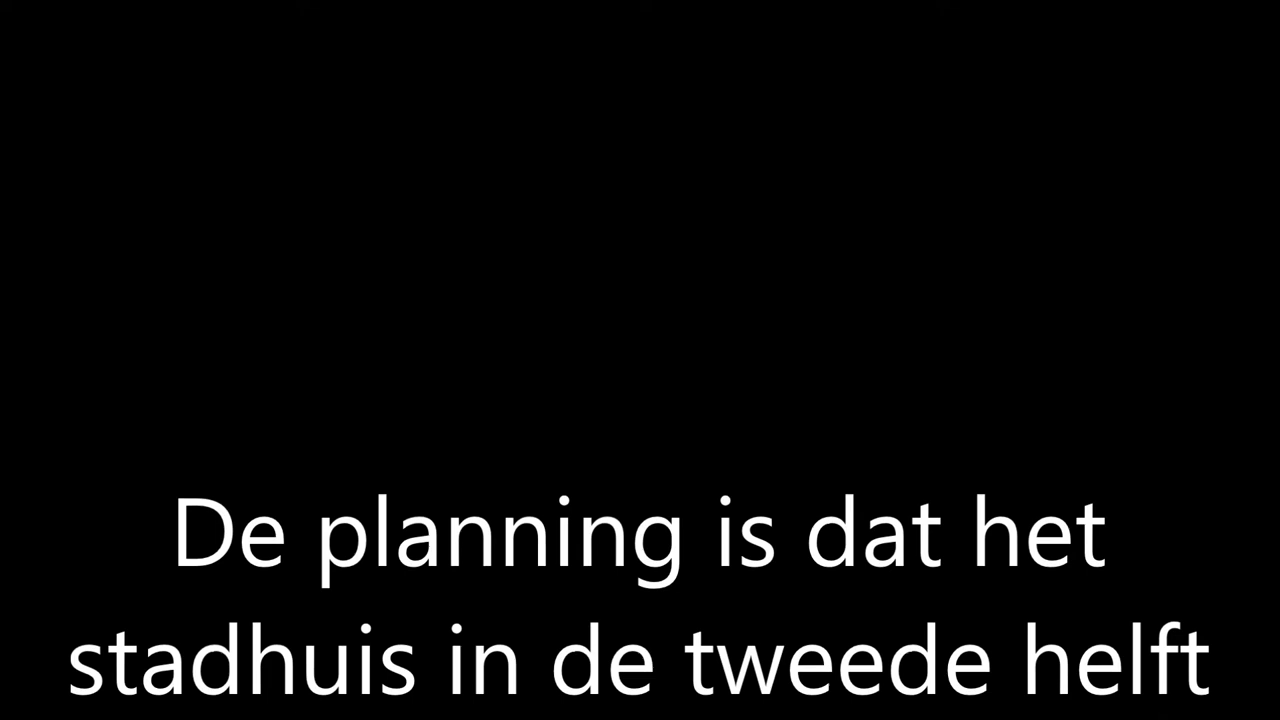 De planning is dat het
stadhuis in de tweede helft